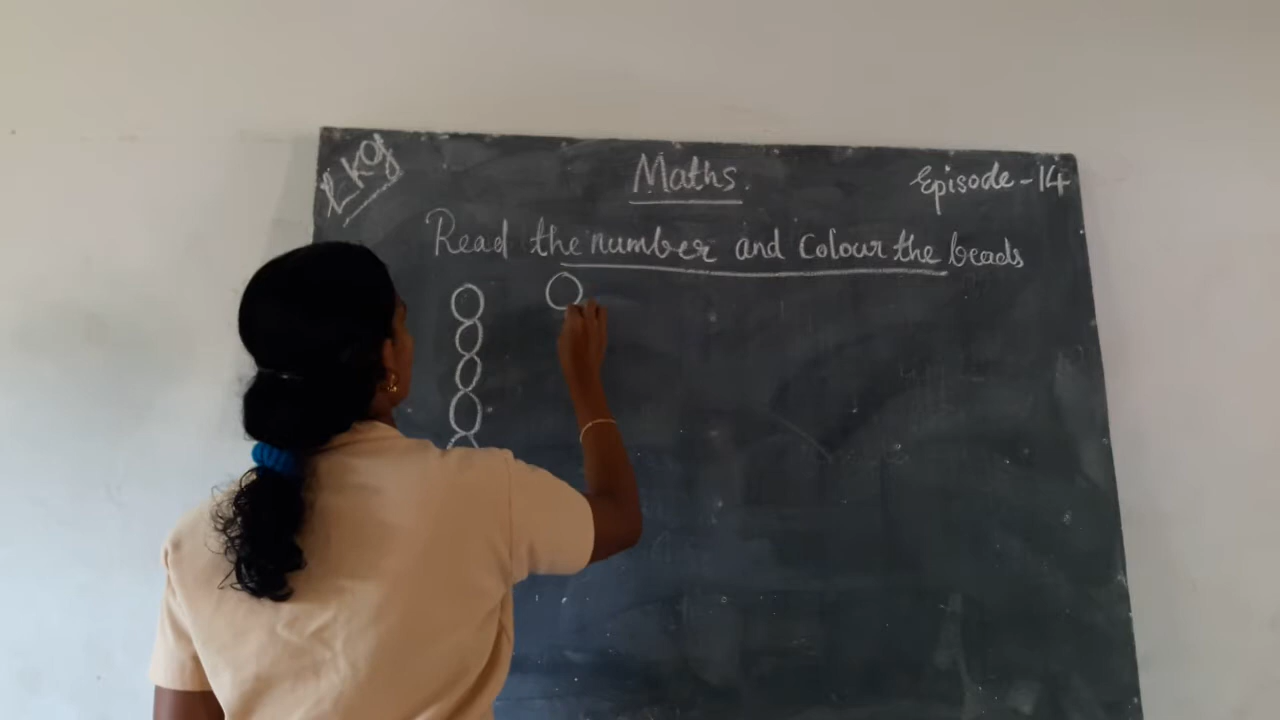 LKG
Maths.
Episode-14
Read the number and colour the beads